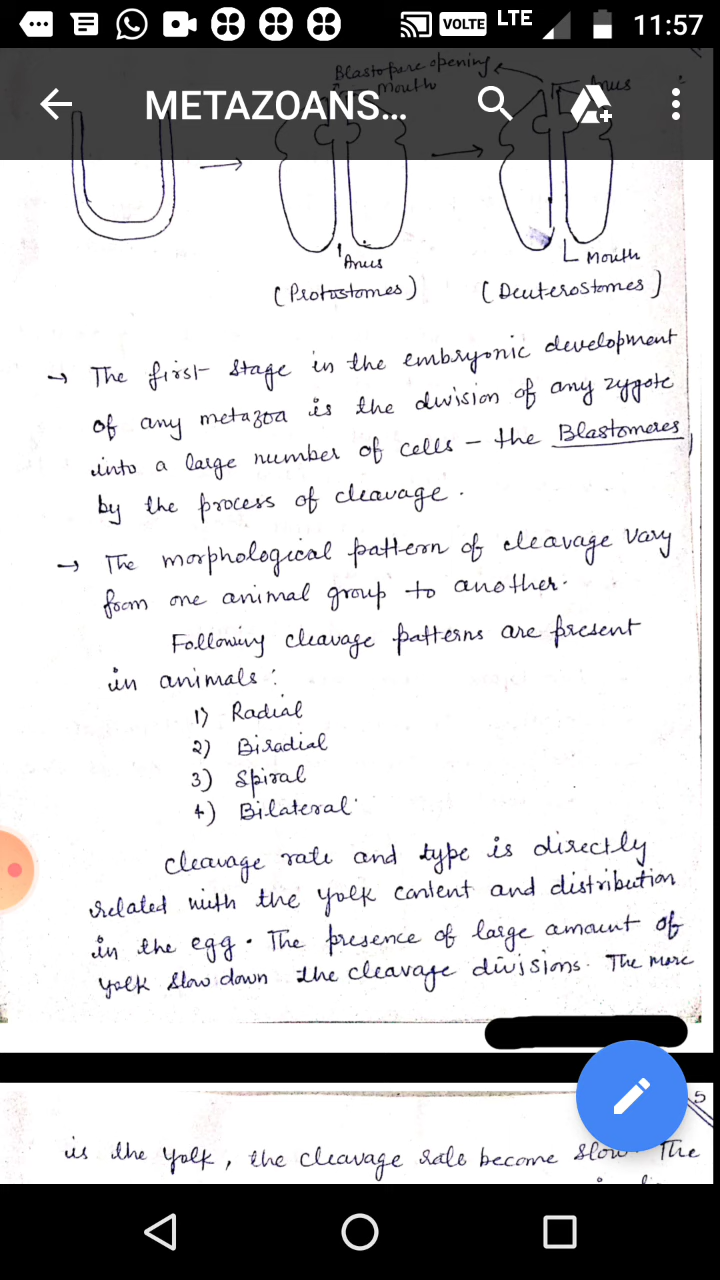 VOLTE LTE 11:57
METAZOANS...
Blastopore opening
Mouth
Anus
Anus
Mouth
(Protostomes)
(Deuterostomes)
→ The first stage in the embryonic development
of any metazoa is the division of any zygote
into a large number of cells - the Blastomeres,
by the process of cleavage.
→ The morphological pattern of cleavage vary
from one animal group to another.
Following cleavage patterns are present
in animals:
1) Radial
2) Biradial
3) Spiral
4) Bilateral
Cleavage rate and type is directly
related with the yolk content and distribution
in the egg. The presence of large amount of
yolk slow down the cleavage divisions. The more
5
is the yolk, the cleavage rate become slow The